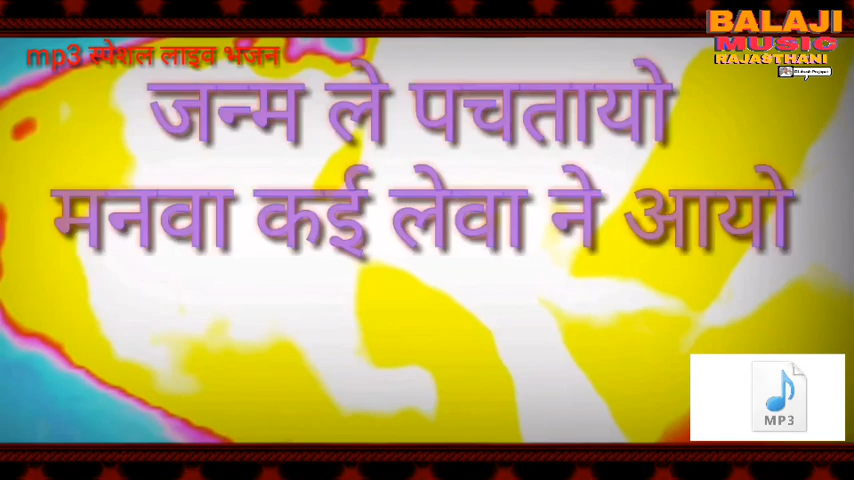 mp3 स्पेशल लाइव भजन
BALAJI
MUSIC
RAJASTHANI
जन्म ले पचतायो
मनवा कई लेवा ने आयो
MP3